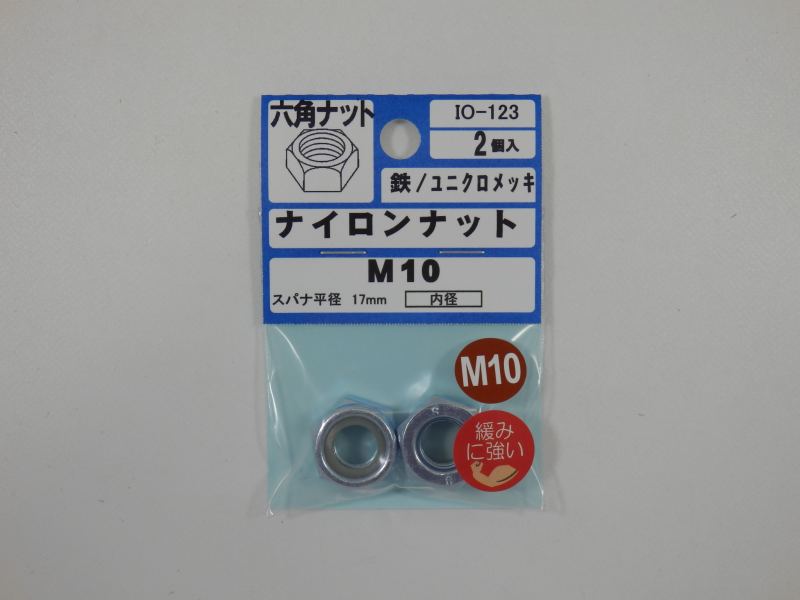 六角ナット
IO-123
2個入
鉄/ユニクロメッキ
ナイロンナット
M10
スパナ平径 17mm 内径
M10
緩み
に強い